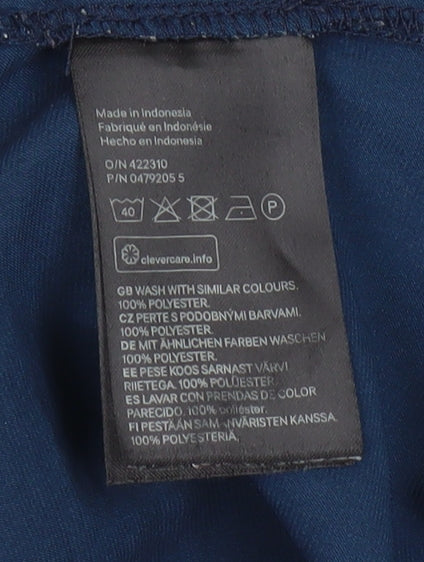 Made in Indonesia
Fabriqué en Indonésie
Hecho en Indonesia
O/N 422310
P/N 0479205 5
40 P
clevercare.info
GB WASH WITH SIMILAR COLOURS.
100% POLYESTER.
CZ PERTE S PODOBNÝMI BARVAMI.
100% POLYESTER.
DE MIT ÄHNLICHEN FARBEN WASCHEN
100% POLYESTER
EE PESE KOOS SARNAST VÄRVI
RIIETEGA. 100% POLÜESTER
ES LAVAR CON PRENDAS DE COLOR
PARECIDO. 100% poliéster.
FI PESTÄÄN KANSSA.
100% POLYESTERIÄ.